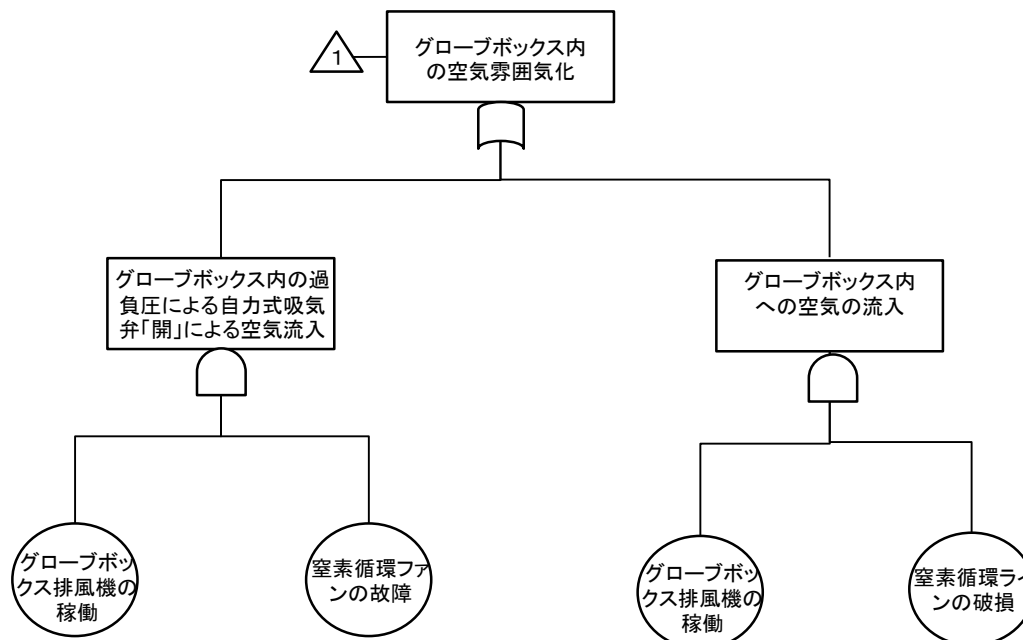 グローブボックス内
の空気雰囲気化
1
グローブボックス内の過
負圧による自力式吸気
弁「開」による空気流入
グローブボックス内
への空気の流入
グローブボッ
クス排風機の
稼働
窒素循環ファ
ンの故障
グローブボッ
クス排風機の
稼働
窒素循環ライ
ンの破損